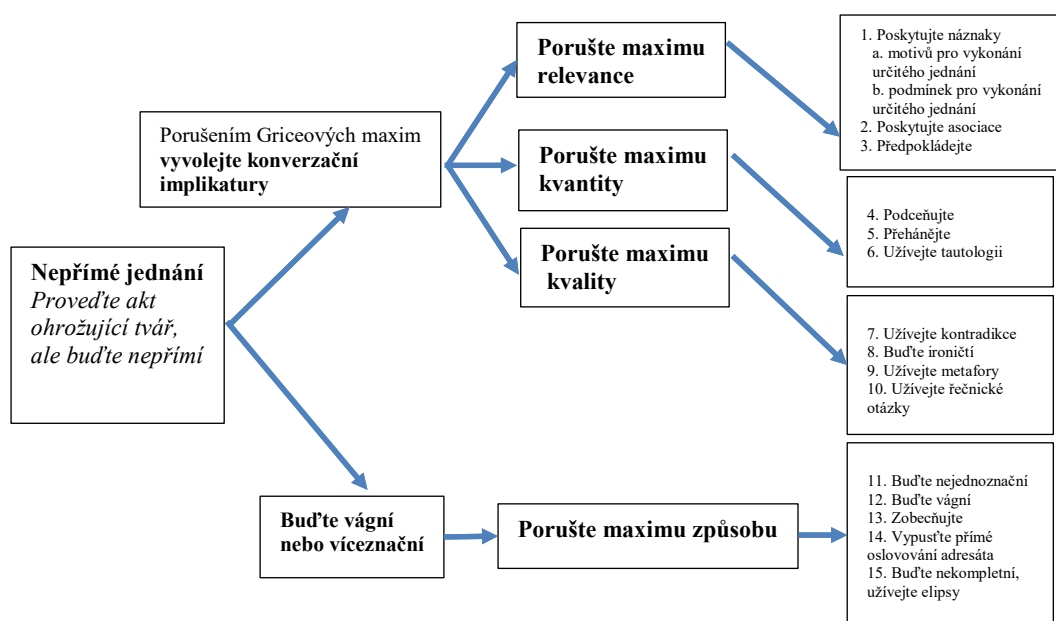 Nepřímé jednání
Proveďte akt
ohrožující tvář,
ale buďte nepřímí
Porušením Griceových maxim
vyvolejte konverzační
implikatury
Buďte vágní
nebo víceznační
Porušte maximu
relevance
Porušte maximu
kvantity
Porušte maximu
kvality
Porušte maximu způsobu
1. Poskytujte náznaky
a. motivů pro vykonání
určitého jednání
b. podmínek pro vykonání
určitého jednání
2. Poskytujte asociace
3. Předpokládejte
4. Podceňujte
5. Přehánějte
6. Užívejte tautologii
7. Užívejte kontradikce
8. Buďte ironičtí
9. Užívejte metafory
10. Užívejte řečnické
otázky
11. Buďte nejednoznační
12. Buďte vágní
13. Zobecňujte
14. Vypusťte přímé
oslovování adresáta
15. Buďte nekompletní,
užívejte elipsy